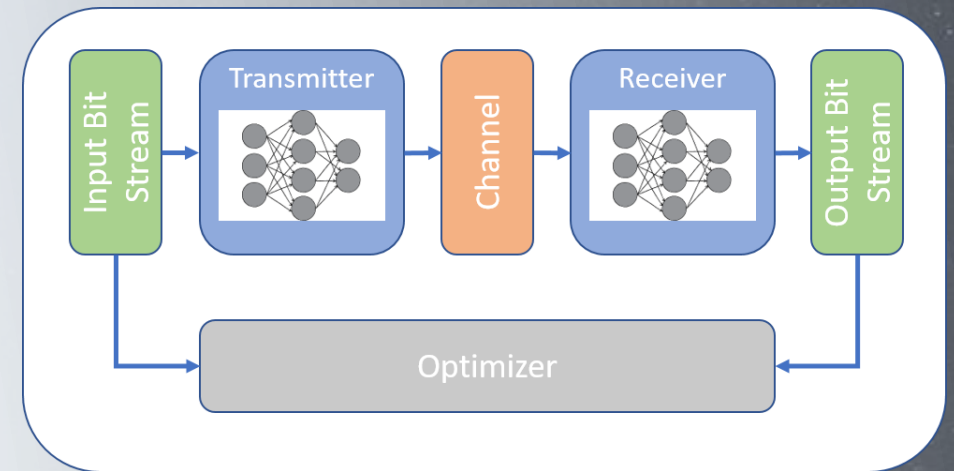 Input Bit
Stream
Transmitter
Channel
Receiver
Output Bit
Stream
Optimizer